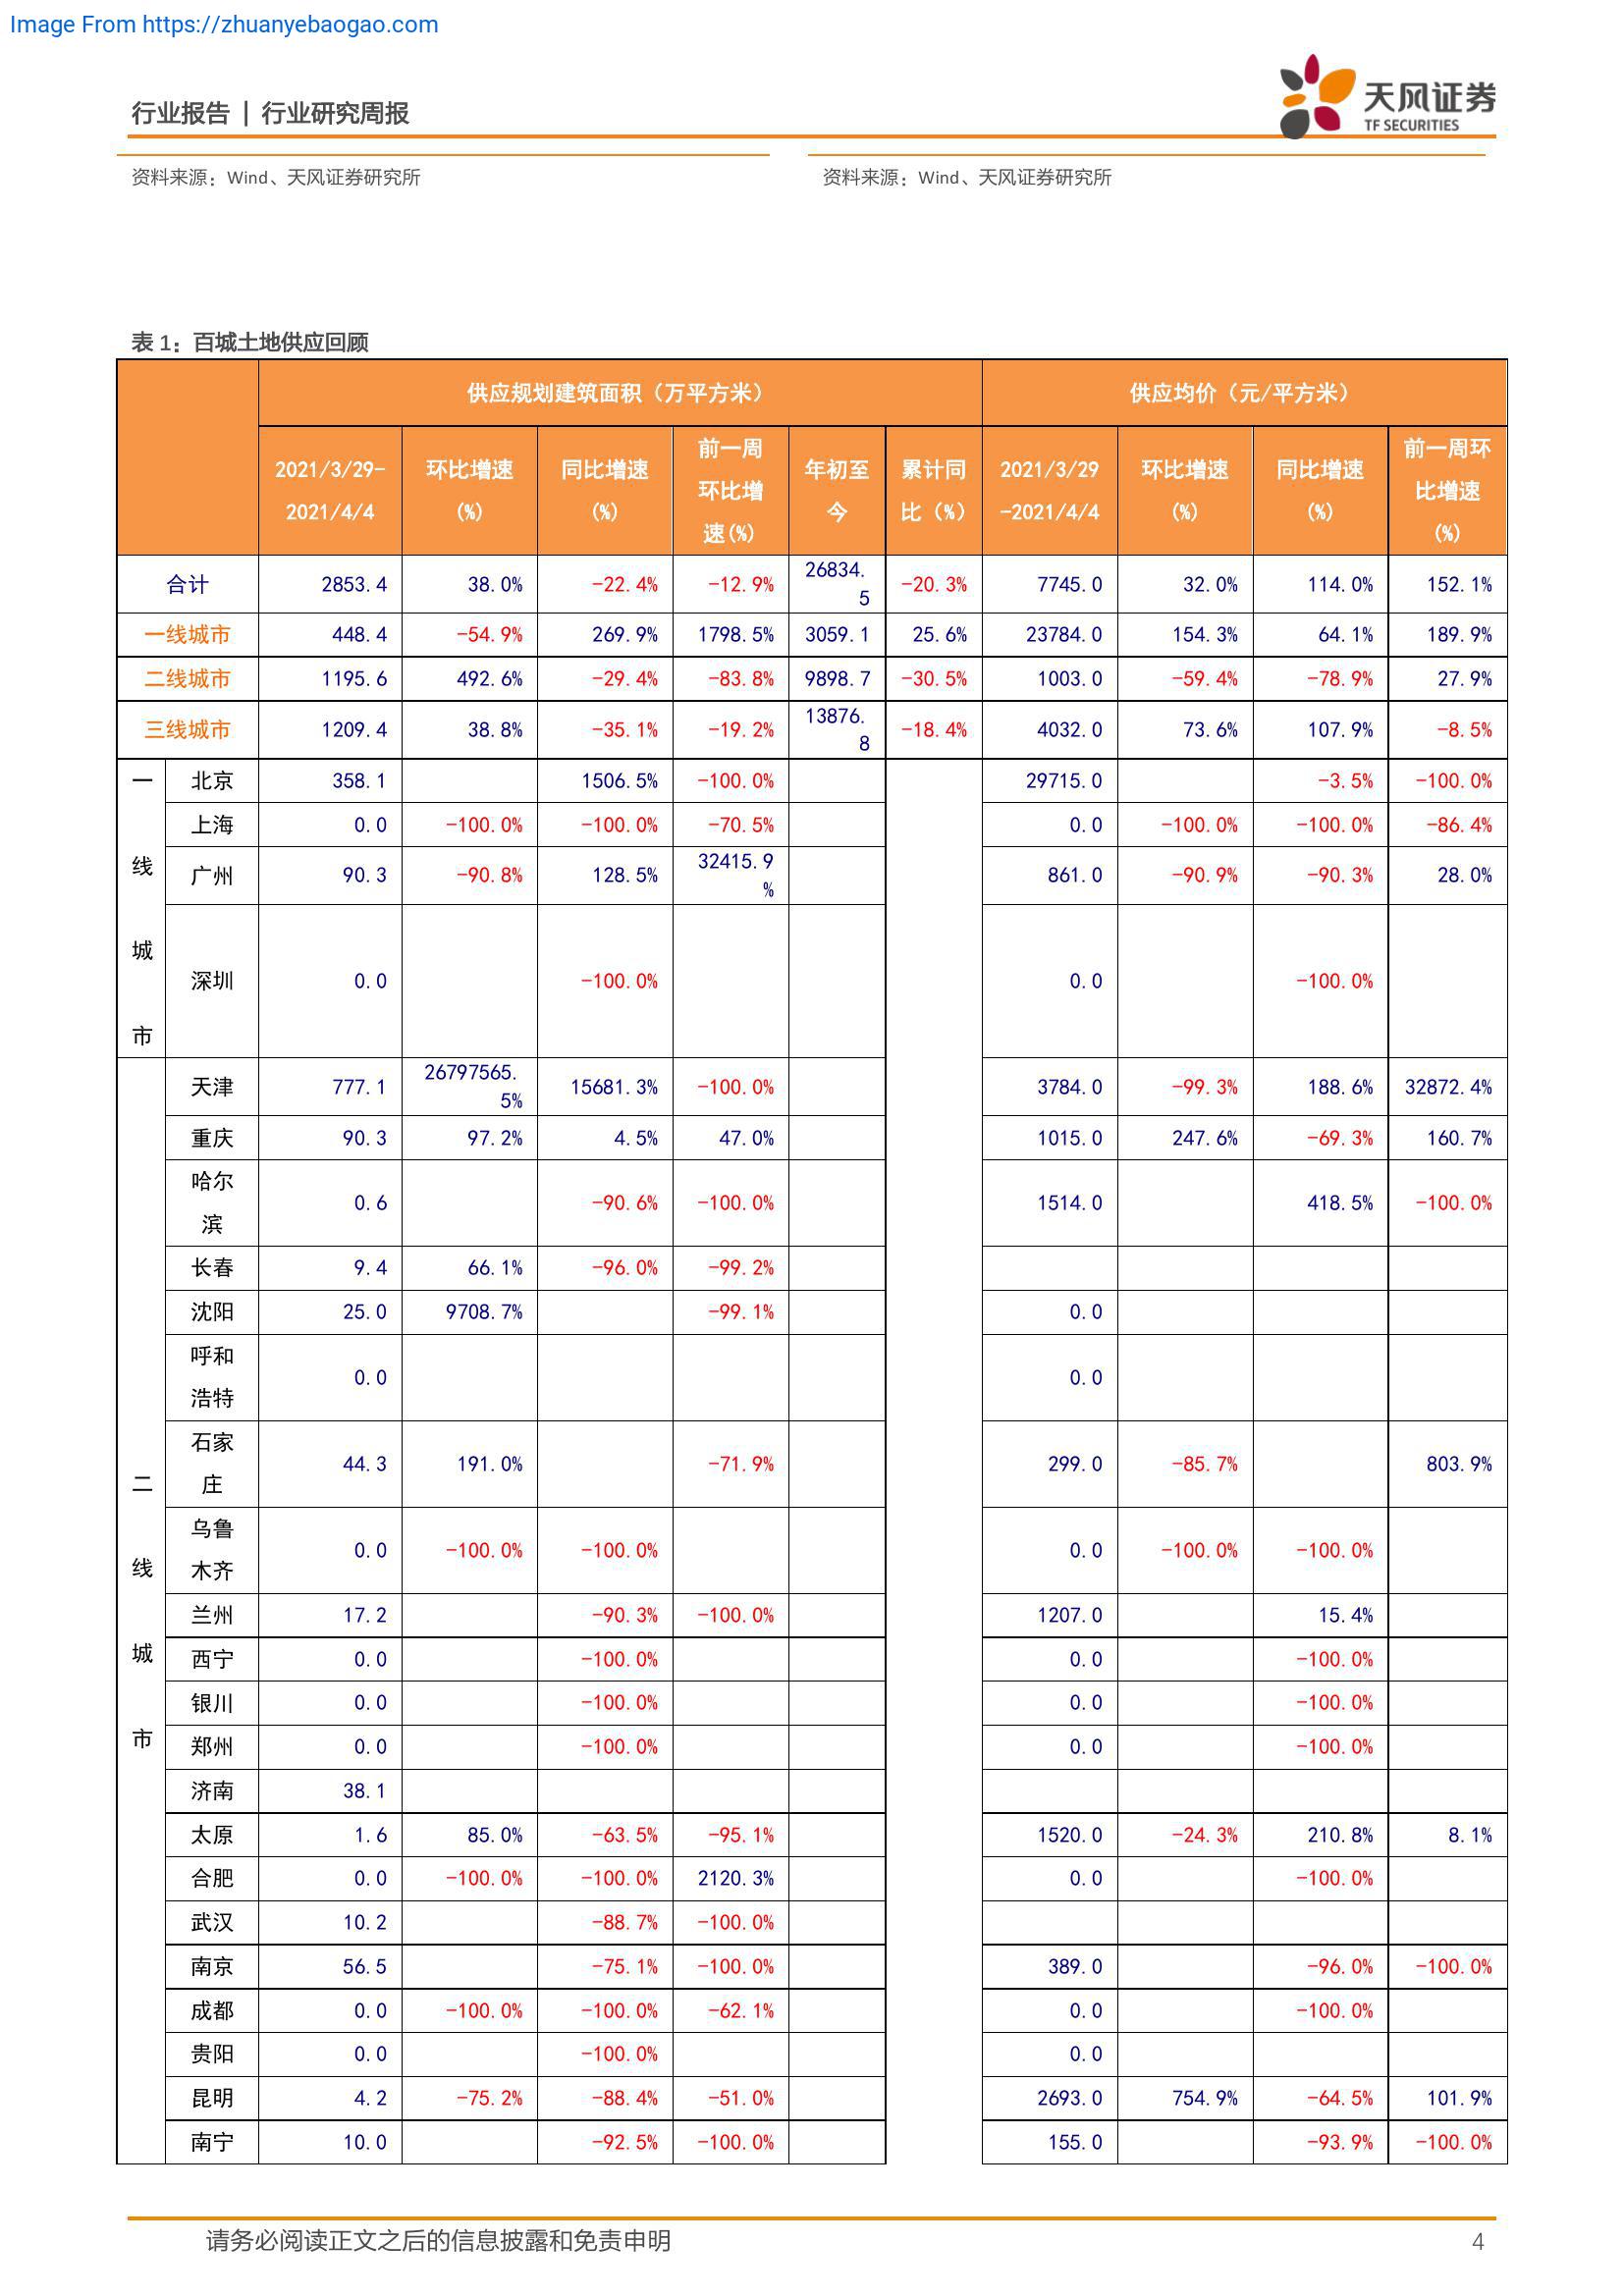 Image From https://zhuanyebaogao.com
行业报告 | 行业研究周报
天风证券
TF SECURITIES
资料来源：Wind、天风证券研究所 资料来源：Wind、天风证券研究所
表 1：百城土地供应回顾
供应规划建筑面积（万平方米） 供应均价（元/平方米）
2021/3/29-2021/4/4 环比增速(%) 同比增速(%) 前一周环比增速(%) 年初至今 累计同比（%） 2021/3/29-2021/4/4 环比增速(%) 同比增速(%) 前一周环比增速(%)
合计 2853.4 38.0% -22.4% -12.9% 26834.5 -20.3% 7745.0 32.0% 114.0% 152.1%
一线城市 448.4 -54.9% 269.9% 1798.5% 3059.1 25.6% 23784.0 154.3% 64.1% 189.9%
二线城市 1195.6 492.6% -29.4% -83.8% 9898.7 -30.5% 1003.0 -59.4% -78.9% 27.9%
三线城市 1209.4 38.8% -35.1% -19.2% 13876.8 -18.4% 4032.0 73.6% 107.9% -8.5%
一线城市
北京 358.1 1506.5% -100.0% 29715.0 -3.5% -100.0%
上海 0.0 -100.0% -100.0% -70.5% 0.0 -100.0% -100.0% -86.4%
广州 90.3 -90.8% 128.5% 32415.9% 861.0 -90.9% -90.3% 28.0%
深圳 0.0 -100.0% 0.0 -100.0%
二线城市
天津 777.1 26797565.5% 15681.3% -100.0% 3784.0 -99.3% 188.6% 32872.4%
重庆 90.3 97.2% 4.5% 47.0% 1015.0 247.6% -69.3% 160.7%
哈尔滨 0.6 -90.6% -100.0% 1514.0 418.5% -100.0%
长春 9.4 66.1% -96.0% -99.2%
沈阳 25.0 9708.7% -99.1% 0.0
呼和浩特 0.0 0.0
石家庄 44.3 191.0% -71.9% 299.0 -85.7% 803.9%
乌鲁木齐 0.0 -100.0% -100.0% 0.0 -100.0% -100.0%
兰州 17.2 -90.3% -100.0% 1207.0 15.4%
西宁 0.0 -100.0% 0.0 -100.0%
银川 0.0 -100.0% 0.0 -100.0%
郑州 0.0 -100.0% 0.0 -100.0%
济南 38.1
太原 1.6 85.0% -63.5% -95.1% 1520.0 -24.3% 210.8% 8.1%
合肥 0.0 -100.0% -100.0% 2120.3% 0.0 -100.0%
武汉 10.2 -88.7% -100.0%
南京 56.5 -75.1% -100.0% 389.0 -96.0% -100.0%
成都 0.0 -100.0% -100.0% -62.1% 0.0 -100.0%
贵阳 0.0 -100.0% 0.0
昆明 4.2 -75.2% -88.4% -51.0% 2693.0 754.9% -64.5% 101.9%
南宁 10.0 -92.5% -100.0% 155.0 -93.9% -100.0%
请务必阅读正文之后的信息披露和免责申明 4